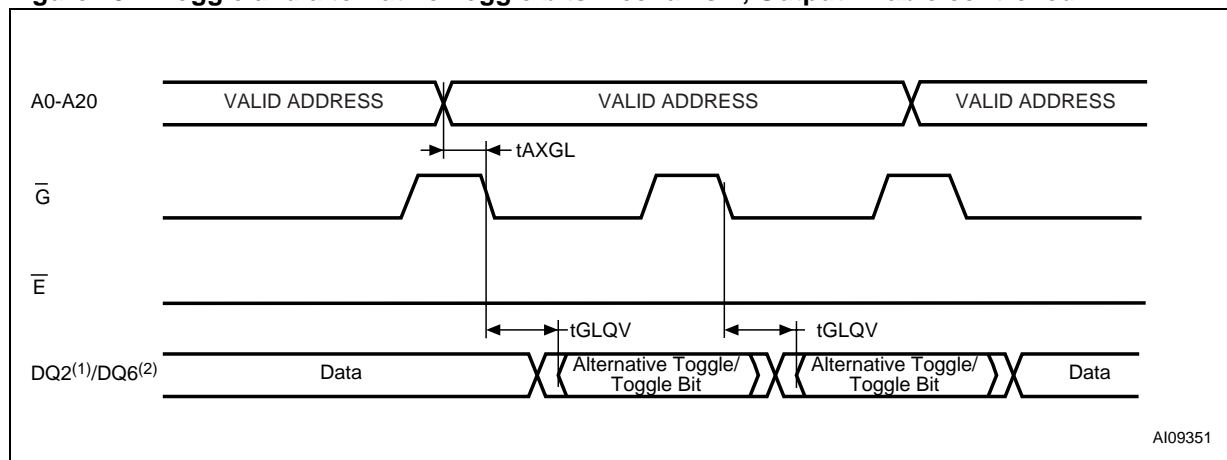 A0-A20
VALID ADDRESS
VALID ADDRESS
VALID ADDRESS
tAXGL
G̅
E̅
tGLQV
tGLQV
DQ2(1)/DQ6(2)
Data
Alternative Toggle/
Toggle Bit
Alternative Toggle/
Toggle Bit
Data
AI09351